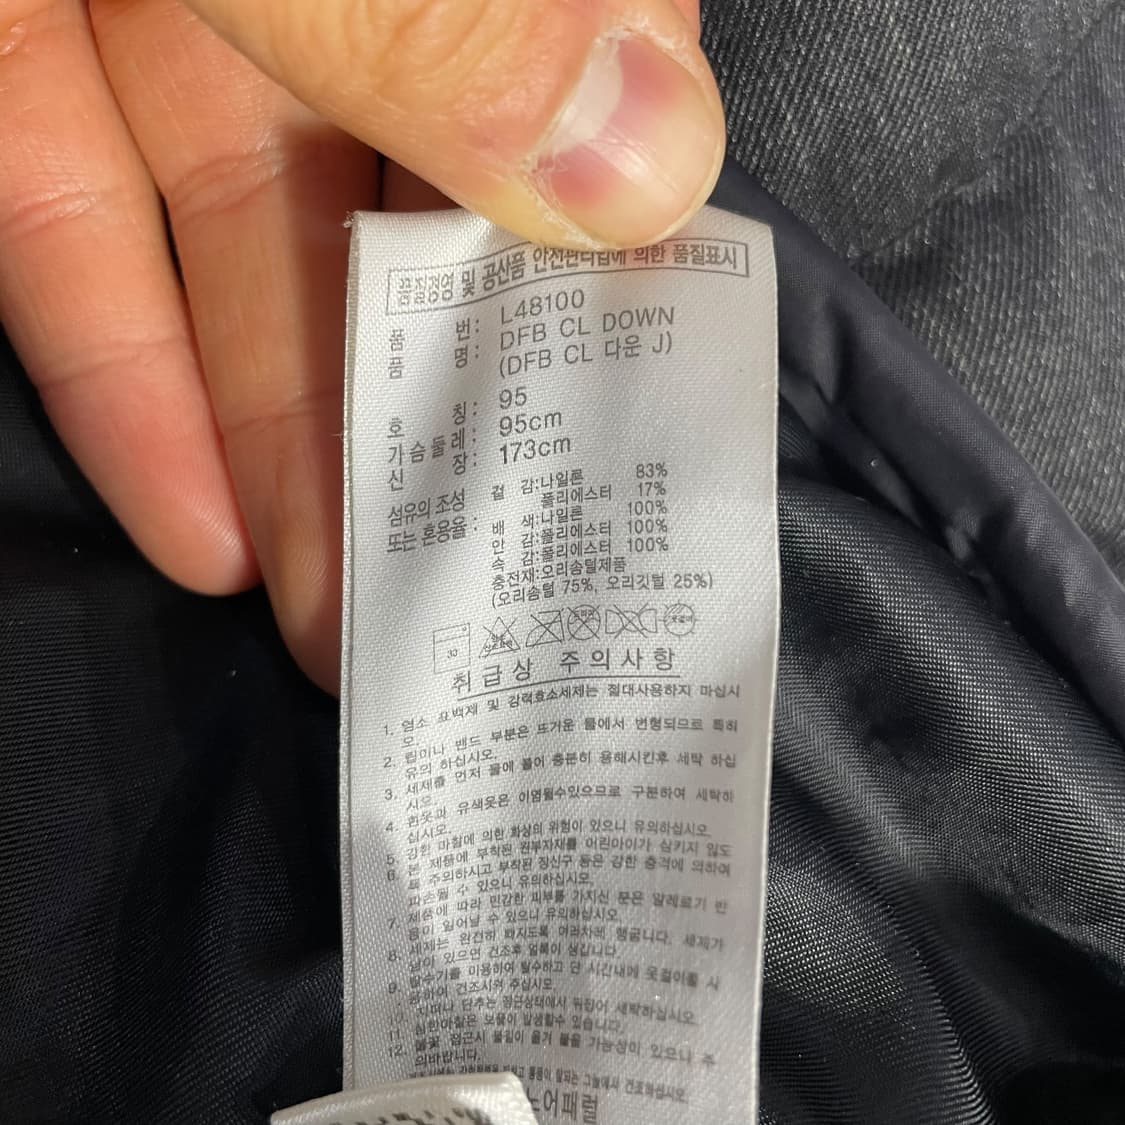 품질경영 및 공산품 안전관리법에 의한 품질표시
품 번: L48100
품 명: DFB CL DOWN
(DFB CL 다운 J)
호 칭: 95
가슴둘레: 95cm
신 장: 173cm
섬유의 조성 또는 혼용율:
겉 감:나일론 83%
폴리에스터 17%
배 색:나일론 100%
안 감:폴리에스터 100%
속 감:폴리에스터 100%
충전재:오리솜털제품
(오리솜털 75%, 오리깃털 25%)
30
취급상 주의사항
1. 염소 표백제 및 강력효소세제는 절대사용하지 마십시
오.
2. 립이나 밴드 부분은 뜨거운 물에서 변형되므로 특히
유의 하십시오.
3. 세제를 먼저 물에 풀어 충분히 용해시킨후 세탁 하십
시오.
4. 흰옷과 유색옷은 이염될수있으므로 구분하여 세탁하
십시오.
5. 강한 마찰에 의한 화상의 위험이 있으니 유의하십시오.
6. 본 제품에 부착된 원부자재를 어린아이가 삼키지 않도
록 주의하시고 부착된 장신구 등은 강한 충격에 의하여
파손될 수 있으니 유의하십시오.
7. 제품에 따라 민감한 피부를 가지신 분은 알레르기 반
응이 일어날 수 있으니 유의하십시오.
8. 세제는 완전히 빠지도록 여러차례 헹굽니다. 세제가
남아 있으면 건조후 얼룩이 생깁니다.
9. 탈수기를 이용하여 탈수하고 단 시간내에 옷걸이를 사
용하여 건조시켜 주십시오.
10. 지퍼나 단추는 잠근상태에서 뒤집어 세탁하십시오.
11. 심한마찰은 보풀이 발생할수 있습니다.
12. 불꽃 접근시 불길이 옮겨 붙을 가능성이 있으니 주
의바랍니다.
통풍이 잘되는 그늘에서 건조하십시오.
어패럴